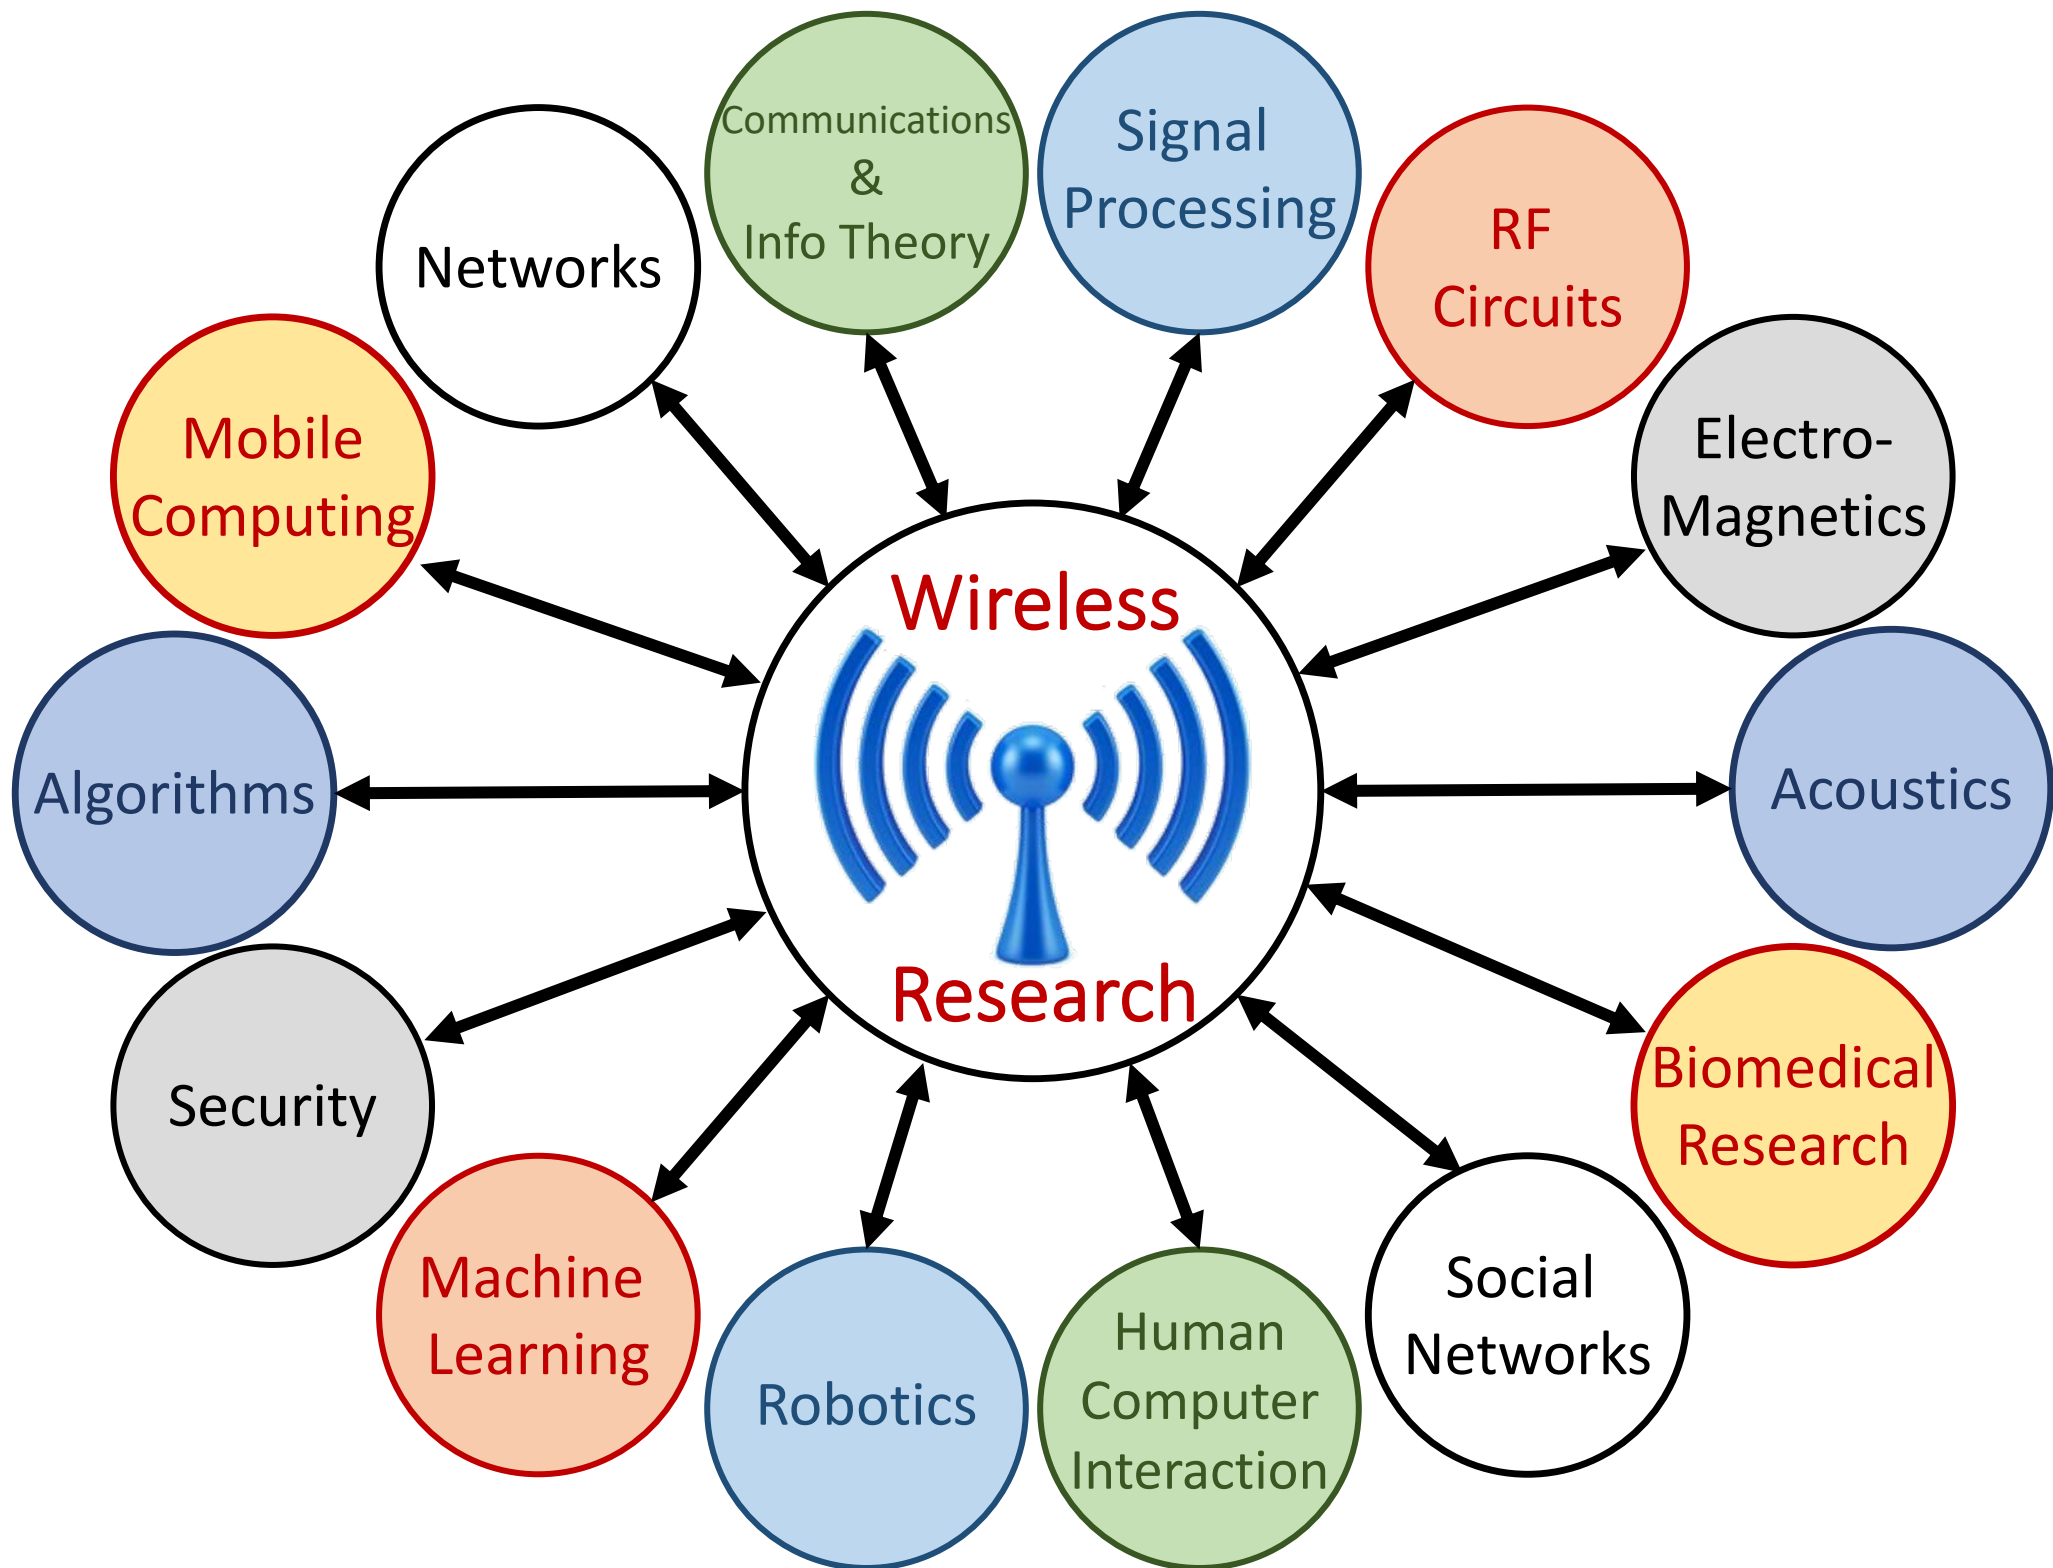 Communications
&
Info Theory
Signal
Processing
RF
Circuits
Networks
Electro-
Magnetics
Mobile
Computing
Wireless
Research
Algorithms
Acoustics
Biomedical
Research
Security
Social
Networks
Machine
Learning
Human
Computer
Interaction
Robotics